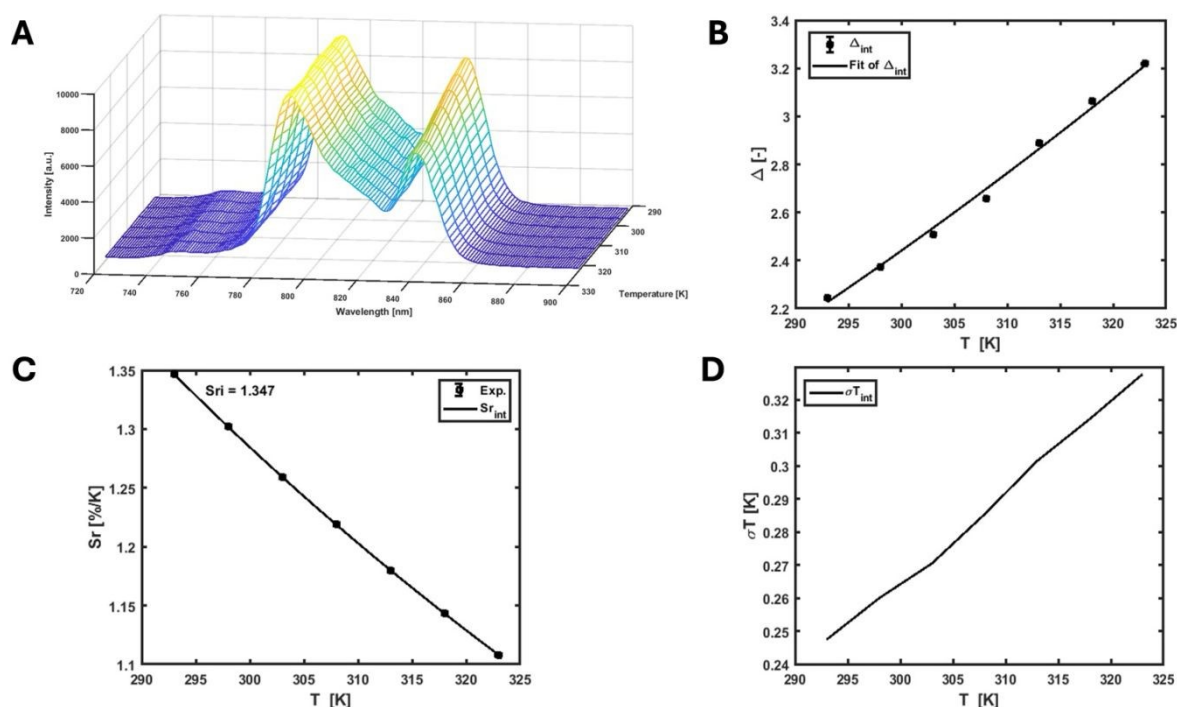 A
10000
8000
6000
4000
2000
0
Intensity [a.u.]
720
740
760
780
800
820
840
860
880
900
Wavelength [nm]
290
300
310
320
330
Temperature [K]
B
3.4
3.2
3
2.8
2.6
2.4
2.2
Δ [-]
Δint
Fit of Δint
290 295 300 305 310 315 320 325
T [K]
C
1.35
1.3
1.25
1.2
1.15
1.1
Sr [%/K]
Sri = 1.347
Exp.
Srint
290 295 300 305 310 315 320 325
T [K]
D
0.32
0.31
0.3
0.29
0.28
0.27
0.26
0.25
0.24
σT [K]
σTint
290 295 300 305 310 315 320 325
T [K]